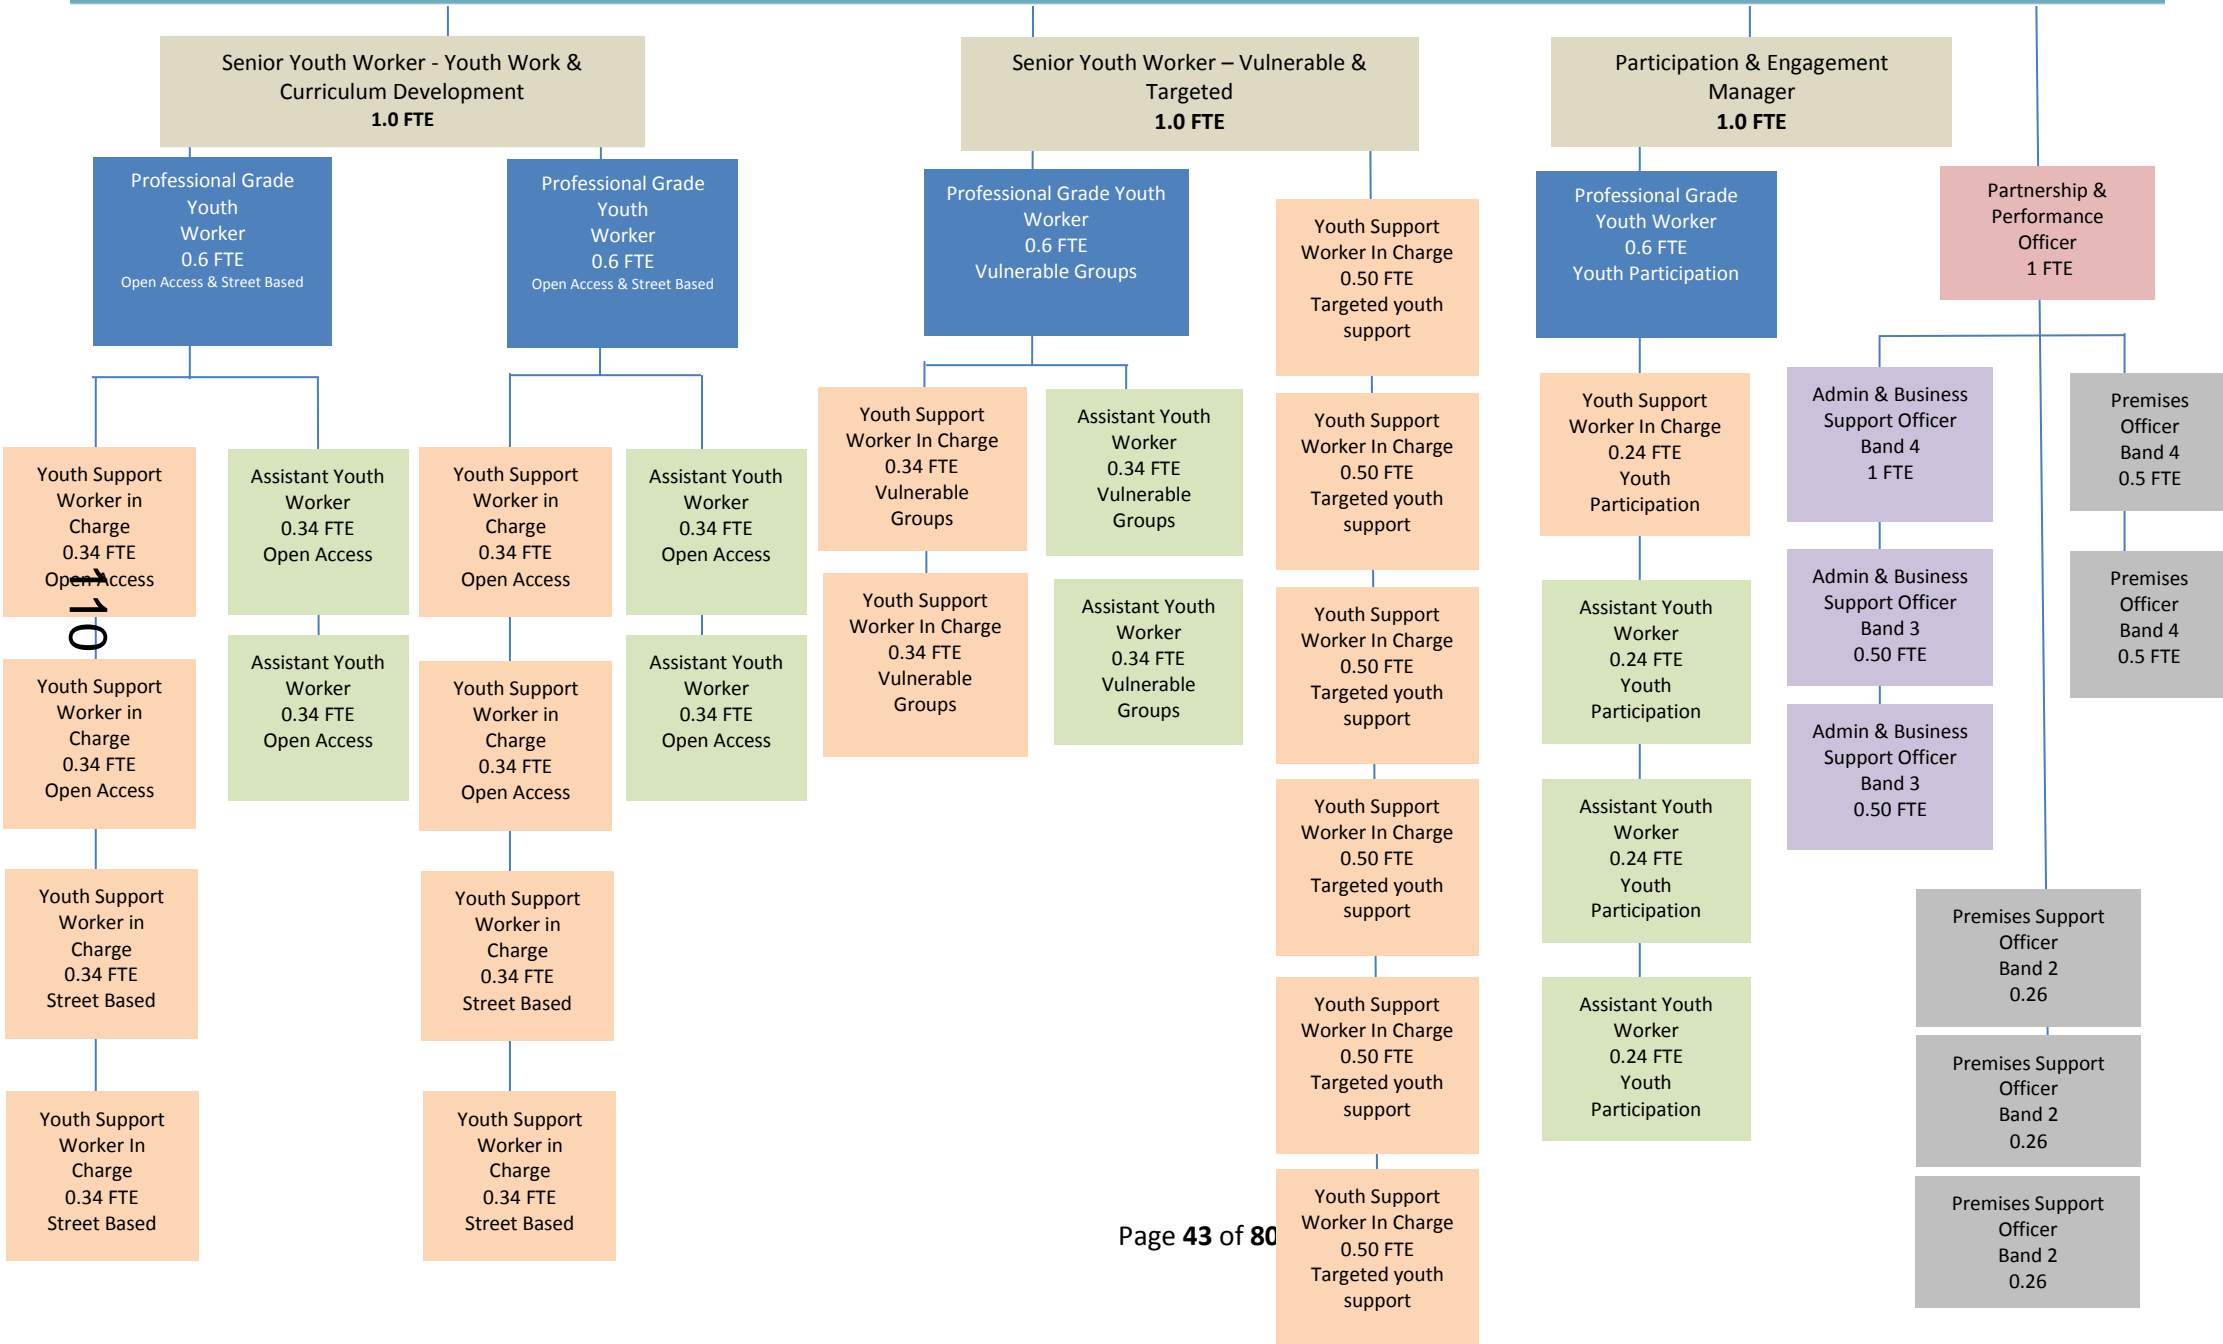 Senior Youth Worker - Youth Work &
Curriculum Development
1.0 FTE
Senior Youth Worker – Vulnerable &
Targeted
1.0 FTE
Participation & Engagement
Manager
1.0 FTE
Professional Grade
Youth
Worker
0.6 FTE
Open Access & Street Based
Professional Grade
Youth
Worker
0.6 FTE
Open Access & Street Based
Professional Grade Youth
Worker
0.6 FTE
Vulnerable Groups
Youth Support
Worker In Charge
0.50 FTE
Targeted youth
support
Professional Grade
Youth Worker
0.6 FTE
Youth Participation
Partnership &
Performance
Officer
1 FTE
Youth Support
Worker in
Charge
0.34 FTE
Open Access
Assistant Youth
Worker
0.34 FTE
Open Access
Youth Support
Worker in
Charge
0.34 FTE
Open Access
Assistant Youth
Worker
0.34 FTE
Open Access
Youth Support
Worker In Charge
0.34 FTE
Vulnerable
Groups
Assistant Youth
Worker
0.34 FTE
Vulnerable
Groups
Youth Support
Worker In Charge
0.50 FTE
Targeted youth
support
Youth Support
Worker In Charge
0.24 FTE
Youth
Participation
Admin & Business
Support Officer
Band 4
1 FTE
Premises
Officer
Band 4
0.5 FTE
110
Youth Support
Worker in
Charge
0.34 FTE
Open Access
Assistant Youth
Worker
0.34 FTE
Open Access
Youth Support
Worker in
Charge
0.34 FTE
Open Access
Assistant Youth
Worker
0.34 FTE
Open Access
Youth Support
Worker In Charge
0.34 FTE
Vulnerable
Groups
Assistant Youth
Worker
0.34 FTE
Vulnerable
Groups
Youth Support
Worker In Charge
0.50 FTE
Targeted youth
support
Assistant Youth
Worker
0.24 FTE
Youth
Participation
Admin & Business
Support Officer
Band 3
0.50 FTE
Premises
Officer
Band 4
0.5 FTE
Admin & Business
Support Officer
Band 3
0.50 FTE
Youth Support
Worker in
Charge
0.34 FTE
Street Based
Youth Support
Worker in
Charge
0.34 FTE
Street Based
Youth Support
Worker In Charge
0.50 FTE
Targeted youth
support
Assistant Youth
Worker
0.24 FTE
Youth
Participation
Premises Support
Officer
Band 2
0.26
Youth Support
Worker In Charge
0.50 FTE
Targeted youth
support
Assistant Youth
Worker
0.24 FTE
Youth
Participation
Premises Support
Officer
Band 2
0.26
Youth Support
Worker In
Charge
0.34 FTE
Street Based
Youth Support
Worker in
Charge
0.34 FTE
Street Based
Youth Support
Worker In Charge
0.50 FTE
Targeted youth
support
Premises Support
Officer
Band 2
0.26
Page 43 of 80